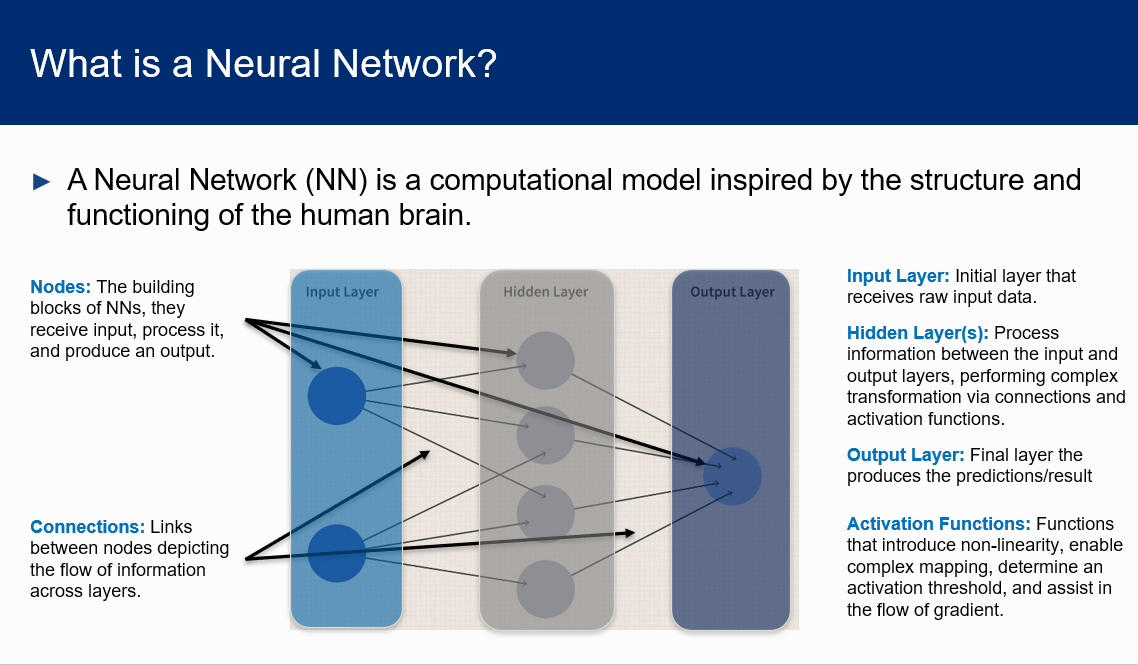 What is a Neural Network?
► A Neural Network (NN) is a computational model inspired by the structure and
functioning of the human brain.
Nodes: The building
blocks of NNs, they
receive input, process it,
and produce an output.
Connections: Links
between nodes depicting
the flow of information
across layers.
Input Layer
Hidden Layer
Output Layer
Input Layer: Initial layer that
receives raw input data.
Hidden Layer(s): Process
information between the input and
output layers, performing complex
transformation via connections and
activation functions.
Output Layer: Final layer the
produces the predictions/result
Activation Functions: Functions
that introduce non-linearity, enable
complex mapping, determine an
activation threshold, and assist in
the flow of gradient.